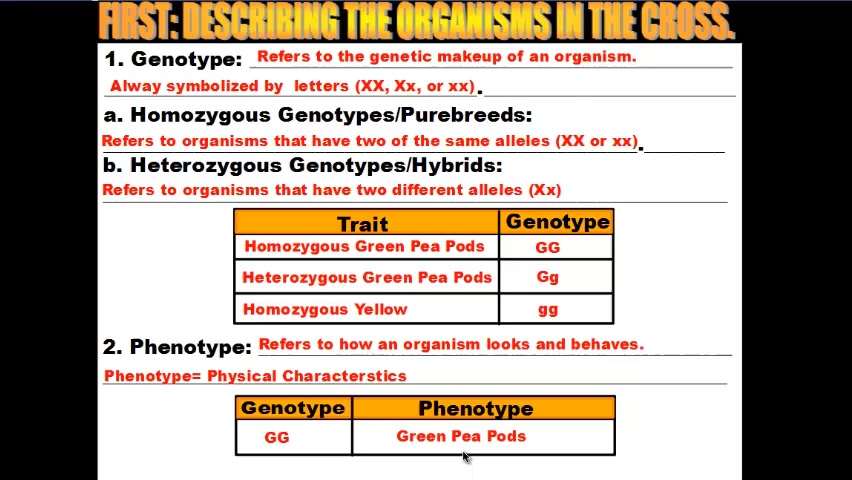 FIRST: DESCRIBING THE ORGANISMS IN THE CROSS.
1. Genotype: Refers to the genetic makeup of an organism.
Alway symbolized by letters (XX, Xx, or xx).
a. Homozygous Genotypes/Purebreeds:
Refers to organisms that have two of the same alleles (XX or xx).
b. Heterozygous Genotypes/Hybrids:
Refers to organisms that have two different alleles (Xx)
Trait Genotype
Homozygous Green Pea Pods GG
Heterozygous Green Pea Pods Gg
Homozygous Yellow gg
2. Phenotype: Refers to how an organism looks and behaves.
Phenotype= Physical Characterstics
Genotype Phenotype
GG Green Pea Pods